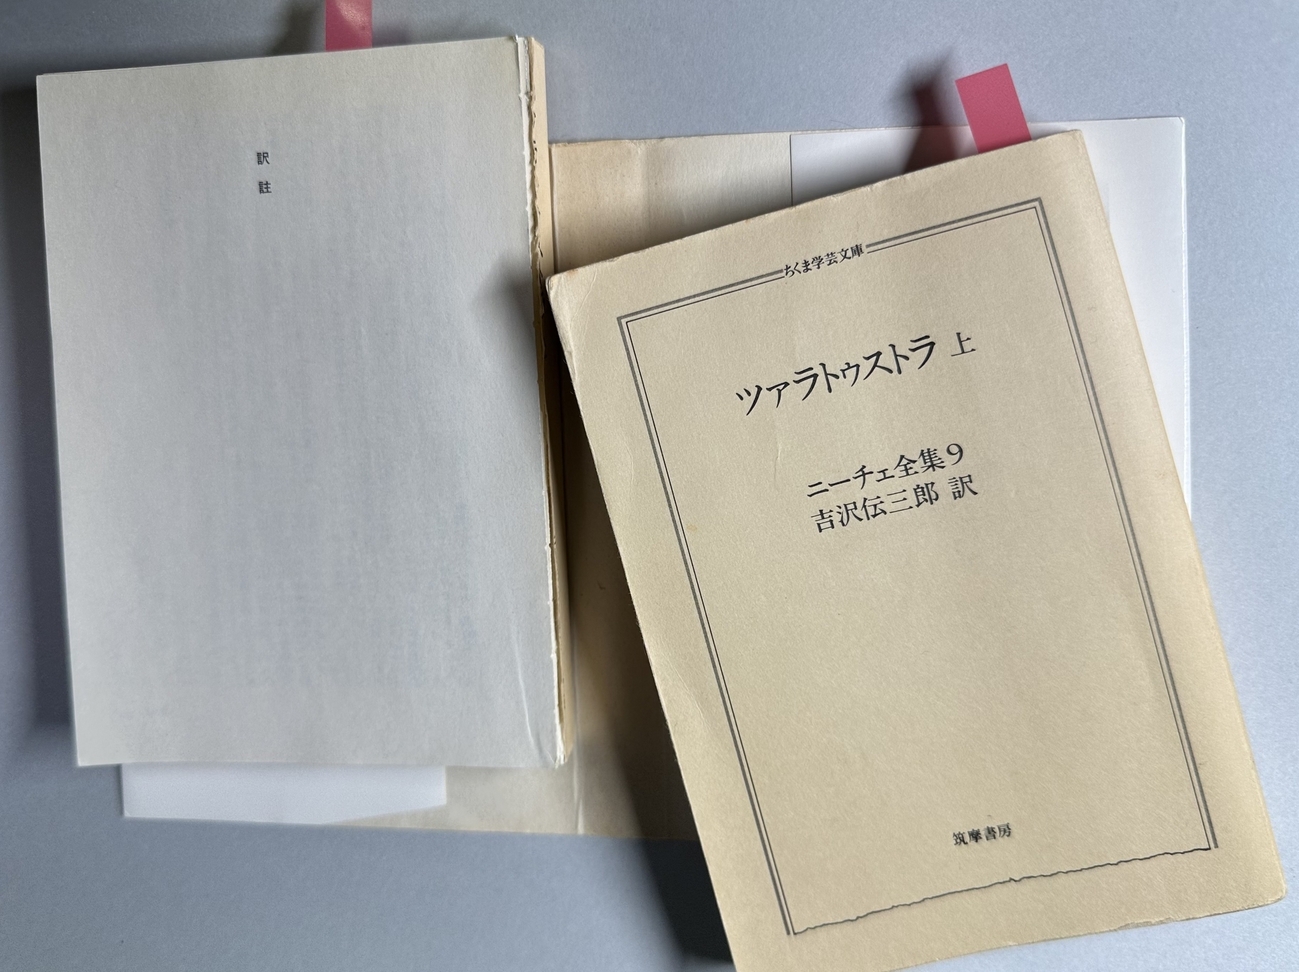 訳註
ちくま学芸文庫
ツァラトゥストラ 上
ニーチェ全集9
吉沢伝三郎 訳
筑摩書房